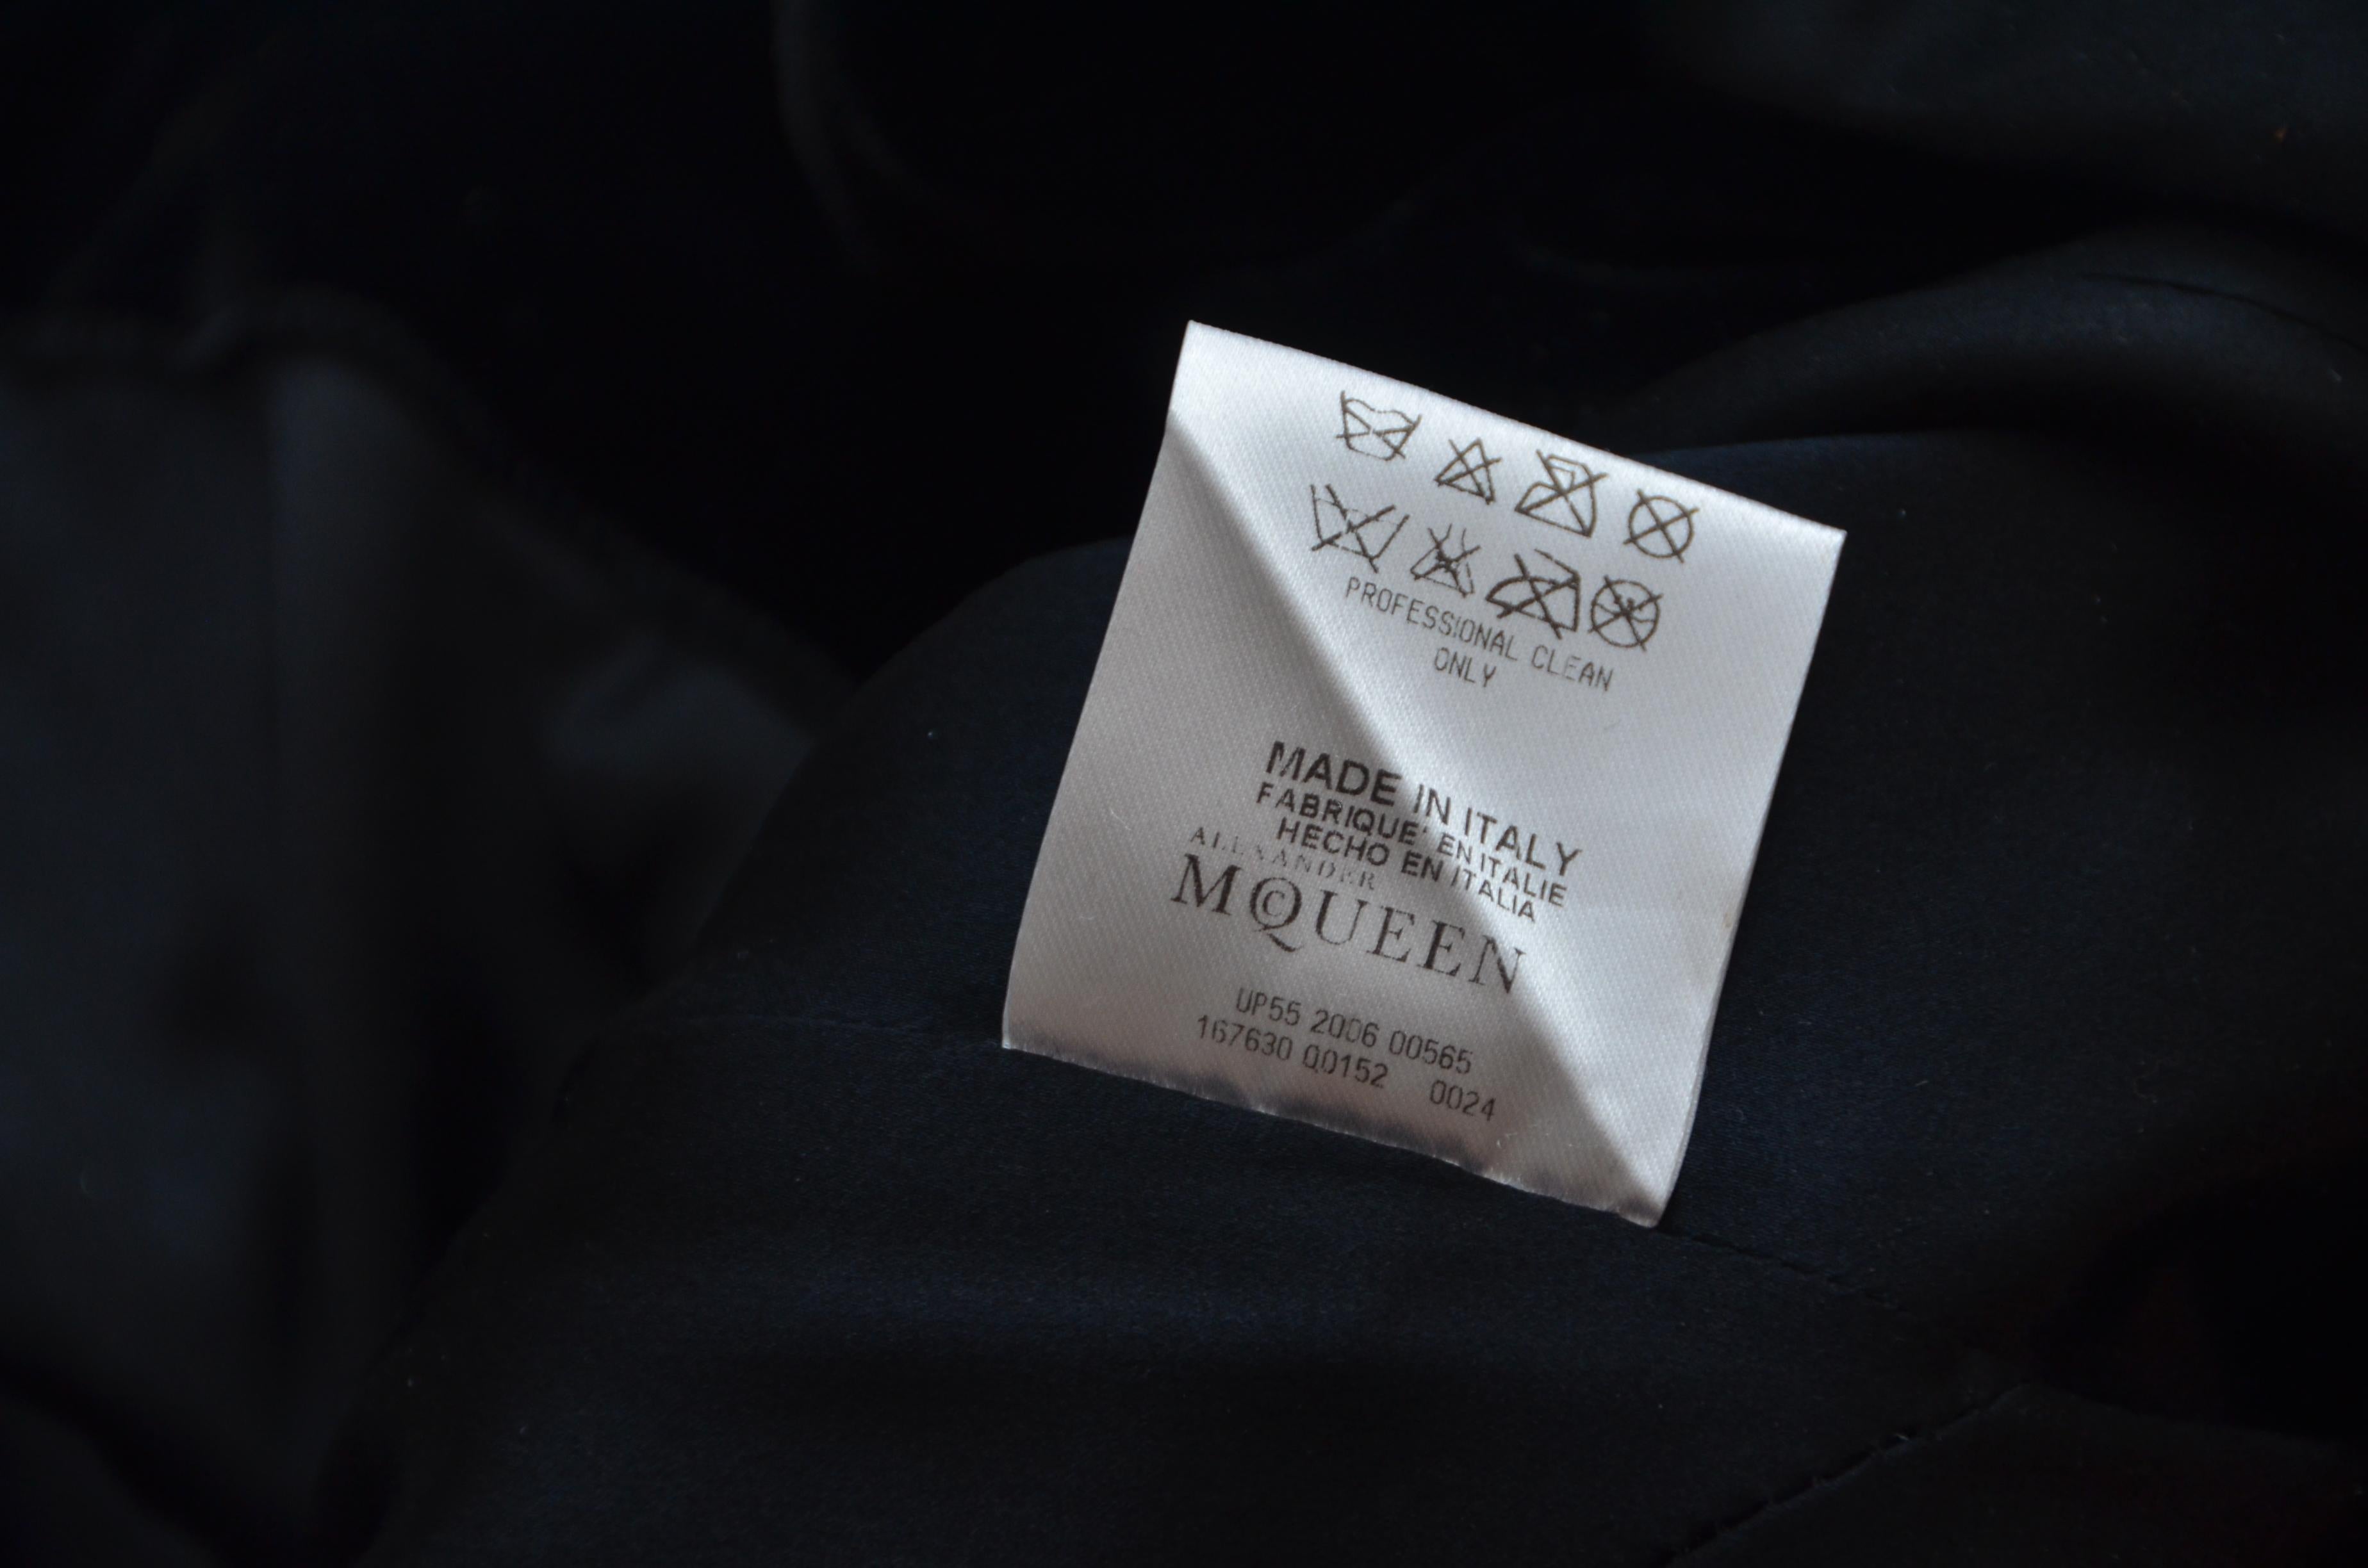 PROFESSIONAL CLEAN
ONLY
MADE IN ITALY
FABRIQUE' EN ITALIE
HECHO EN ITALIA
ALEXANDER
MCQUEEN
UP55 2006 00565
167630 QO152 0024